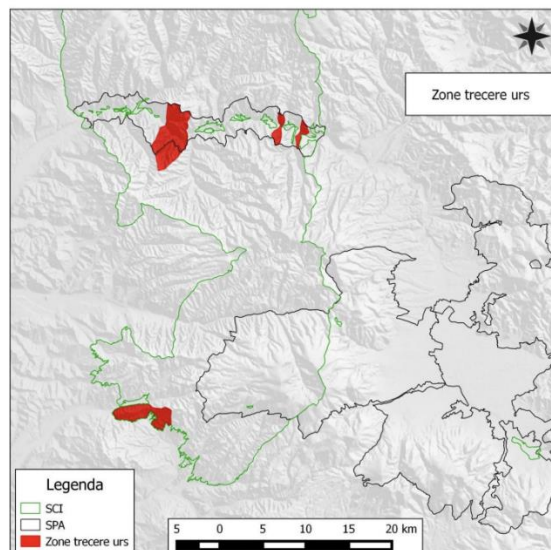 Zone trecere urs
Legenda
SCI
SPA
Zone trecere urs
5 0 5 10 15 20 km